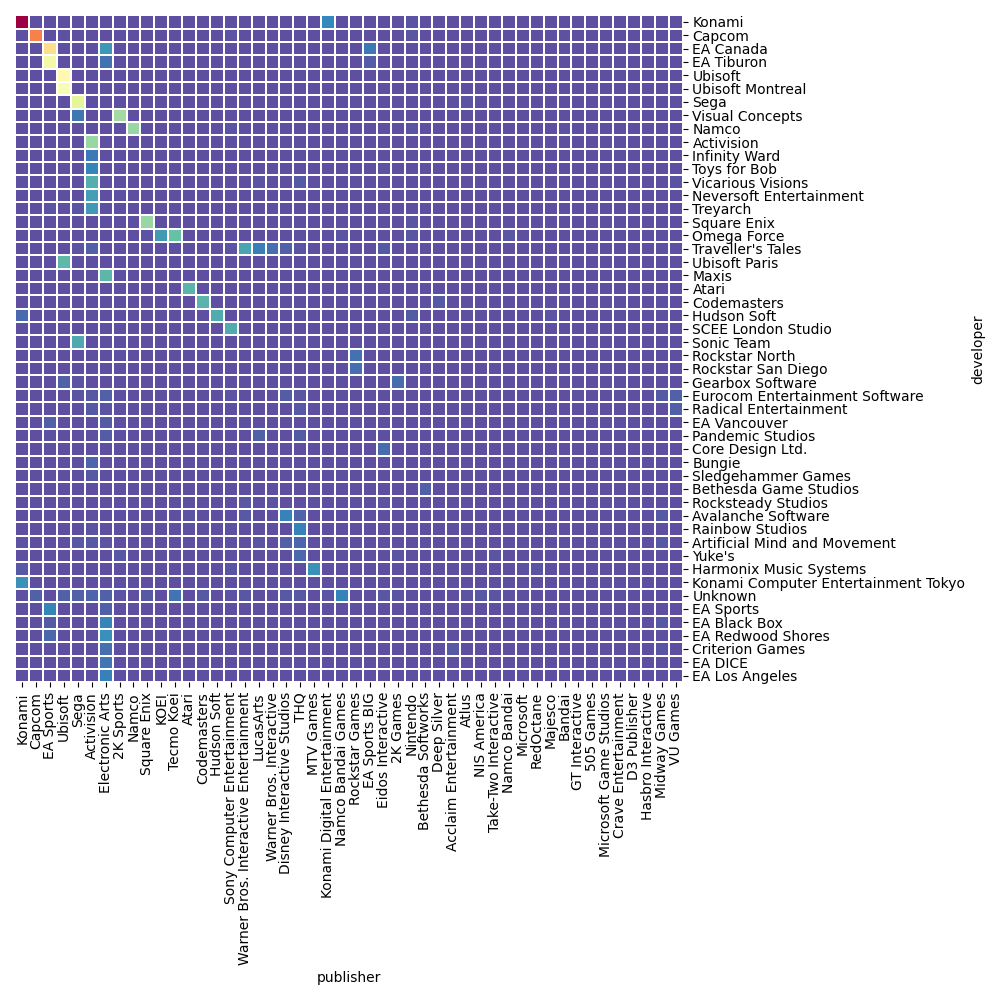 Konami
Capcom
EA Canada
EA Tiburon
Ubisoft
Ubisoft Montreal
Sega
Visual Concepts
Namco
Activision
Infinity Ward
Toys for Bob
Vicarious Visions
Neversoft Entertainment
Treyarch
Square Enix
Omega Force
Traveller's Tales
Ubisoft Paris
Maxis
Atari
Codemasters
Hudson Soft
SCEE London Studio
Sonic Team
Rockstar North
Rockstar San Diego
Gearbox Software
Eurocom Entertainment Software
Radical Entertainment
EA Vancouver
Pandemic Studios
Core Design Ltd.
Bungie
Sledgehammer Games
Bethesda Game Studios
Rocksteady Studios
Avalanche Software
Rainbow Studios
Artificial Mind and Movement
Yuke's
Harmonix Music Systems
Konami Computer Entertainment Tokyo
Unknown
EA Sports
EA Black Box
EA Redwood Shores
Criterion Games
EA DICE
EA Los Angeles
developer
Konami
Capcom
EA Sports
Ubisoft
Sega
Activision
Electronic Arts
2K Sports
Namco
Square Enix
KOEI
Tecmo Koei
Atari
Codemasters
Hudson Soft
Sony Computer Entertainment
Warner Bros. Interactive Entertainment
LucasArts
Warner Bros. Interactive
Disney Interactive Studios
THQ
MTV Games
Konami Digital Entertainment
Namco Bandai Games
Rockstar Games
EA Sports BIG
Eidos Interactive
2K Games
Nintendo
Bethesda Softworks
Deep Silver
Acclaim Entertainment
Atlus
NIS America
Take-Two Interactive
Namco Bandai
Microsoft
RedOctane
Majesco
Bandai
GT Interactive
505 Games
Microsoft Game Studios
Crave Entertainment
D3 Publisher
Hasbro Interactive
Midway Games
VU Games
publisher